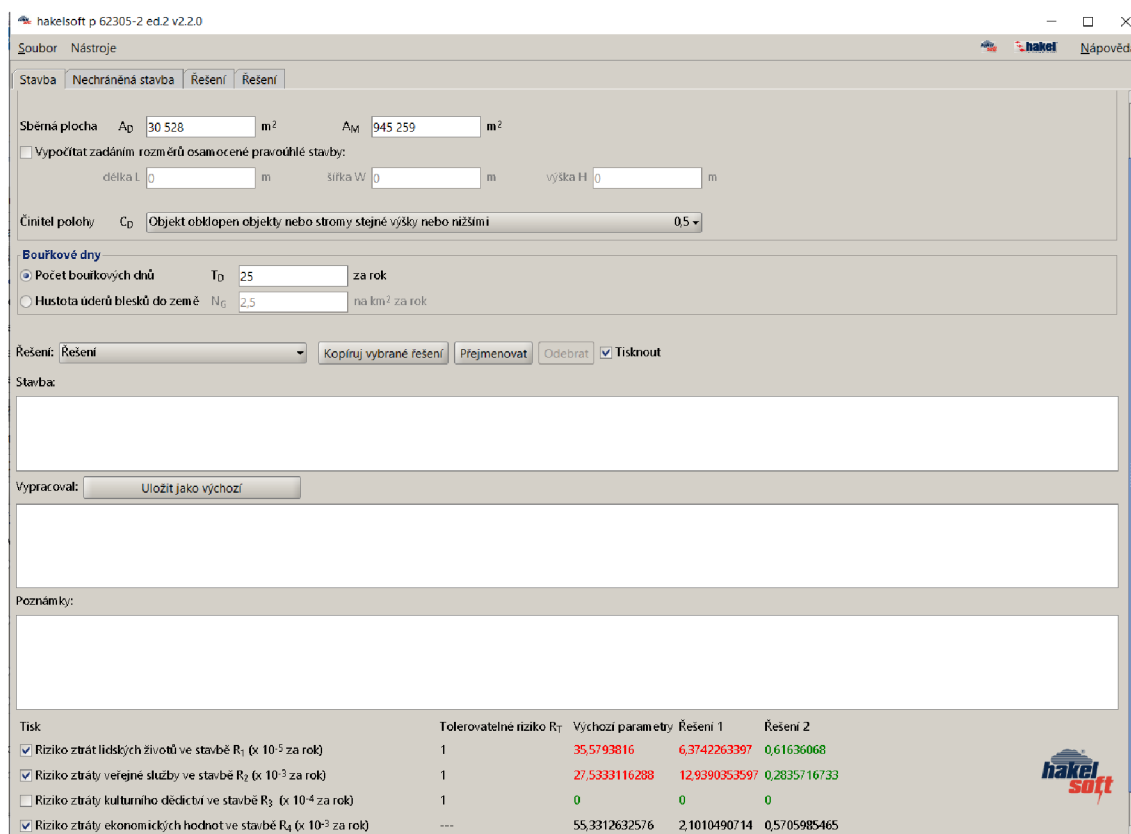 hakelsoft p 62305-2 ed.2 v2.2.0
Soubor Nástroje hakel Nápověd
Stavba Nechráněná stavba Řešení Řešení
Sběrná plocha AD 30 528 m² AM 945 259 m²
Vypočítat zadáním rozměrů osamocené pravoúhlé stavby:
délka L 0 m šířka W 0 m výška H 0 m
Činitel polohy CD Objekt obklopen objekty nebo stromy stejné výšky nebo nižšími 0,5
Bouřkové dny
Počet bouřkových dnů TD 25 za rok
Hustota úderů blesků do země NG 2,5 na km² za rok
Řešení: Řešení Kopíruj vybrané řešení Přejmenovat Odebrat Tisknout
Stavba:
Vypracoval: Uložit jako výchozí
Poznámky:
Tisk Tolerovatelné riziko RT Výchozí parametry Řešení 1 Řešení 2
Riziko ztrát lidských životů ve stavbě R1 (x 10-5 za rok) 1 35,5793816 6,3742263397 0,61636068
Riziko ztráty veřejné služby ve stavbě R2 (x 10-3 za rok) 1 27,5333116288 12,9390353597 0,2835716733
Riziko ztráty kulturního dědictví ve stavbě R3 (x 10-4 za rok) 1 0 0 0
Riziko ztráty ekonomických hodnot ve stavbě R4 (x 10-3 za rok) --- 55,3312632576 2,1010490714 0,5705985465
hakel
soft